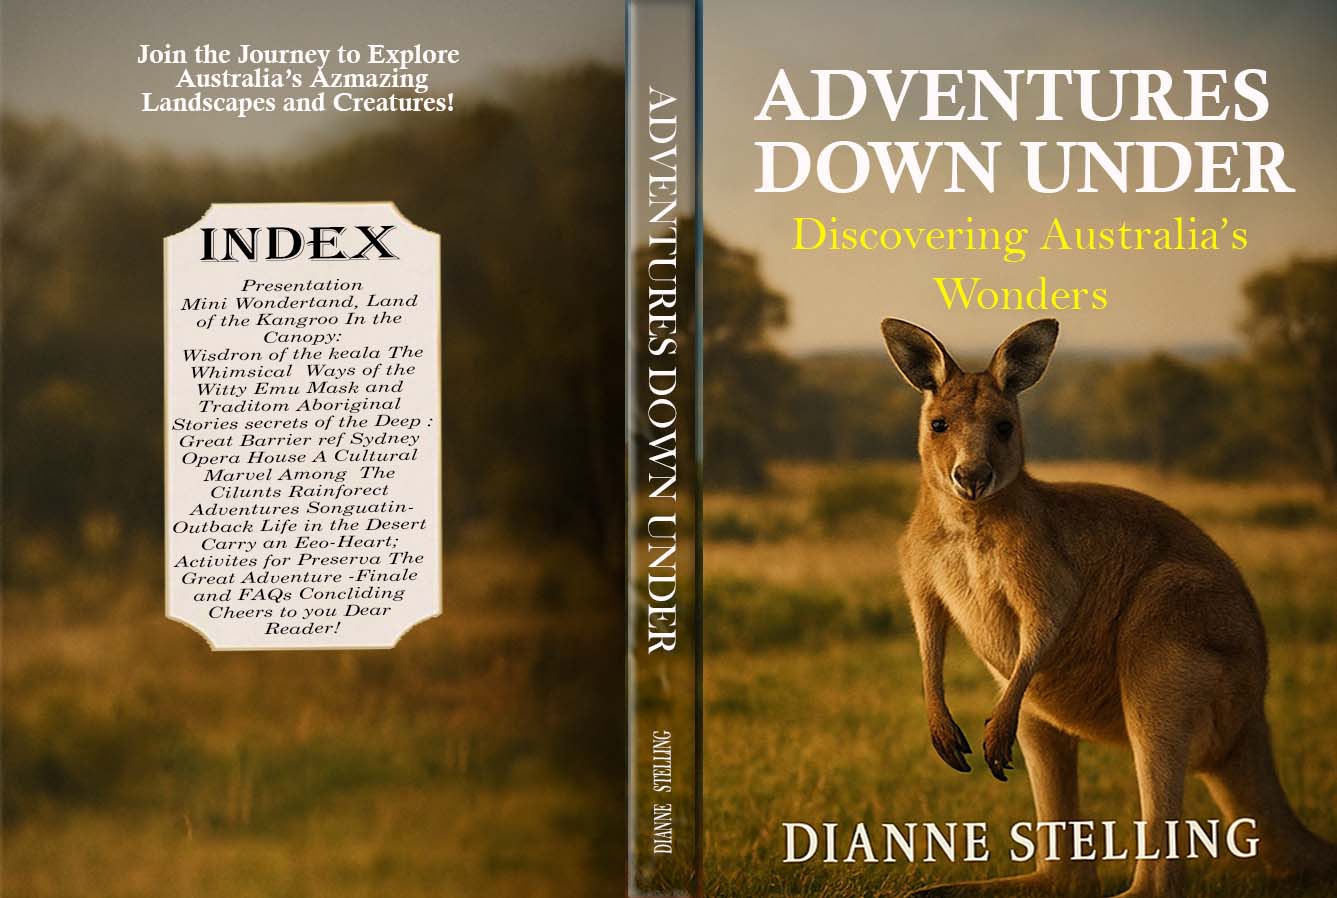 Join the Journey to Explore
Australia's Azmazing
Landscapes and Creatures!
INDEX
Presentation
Mini Wondertand, Land
of the Kangroo In the
Canopy:
Wisdron of the keala The
Whimsical Ways of the
Witty Emu Mask and
Traditom Aboriginal
Stories secrets of the Deep :
Great Barrier ref Sydney
Opera House A Cultural
Marvel Among The
Cilunts Rainforect
Adventures Songuatin-
Outback Life in the Desert
Carry an Eeo-Heart;
Activites for Preserva The
Great Adventure -Finale
and FAQs Concliding
Cheers to you Dear
Reader!
ADVENTURES DOWN UNDER
DIANNE STELLING
ADVENTURES
DOWN UNDER
Discovering Australia's
Wonders
DIANNE STELLING